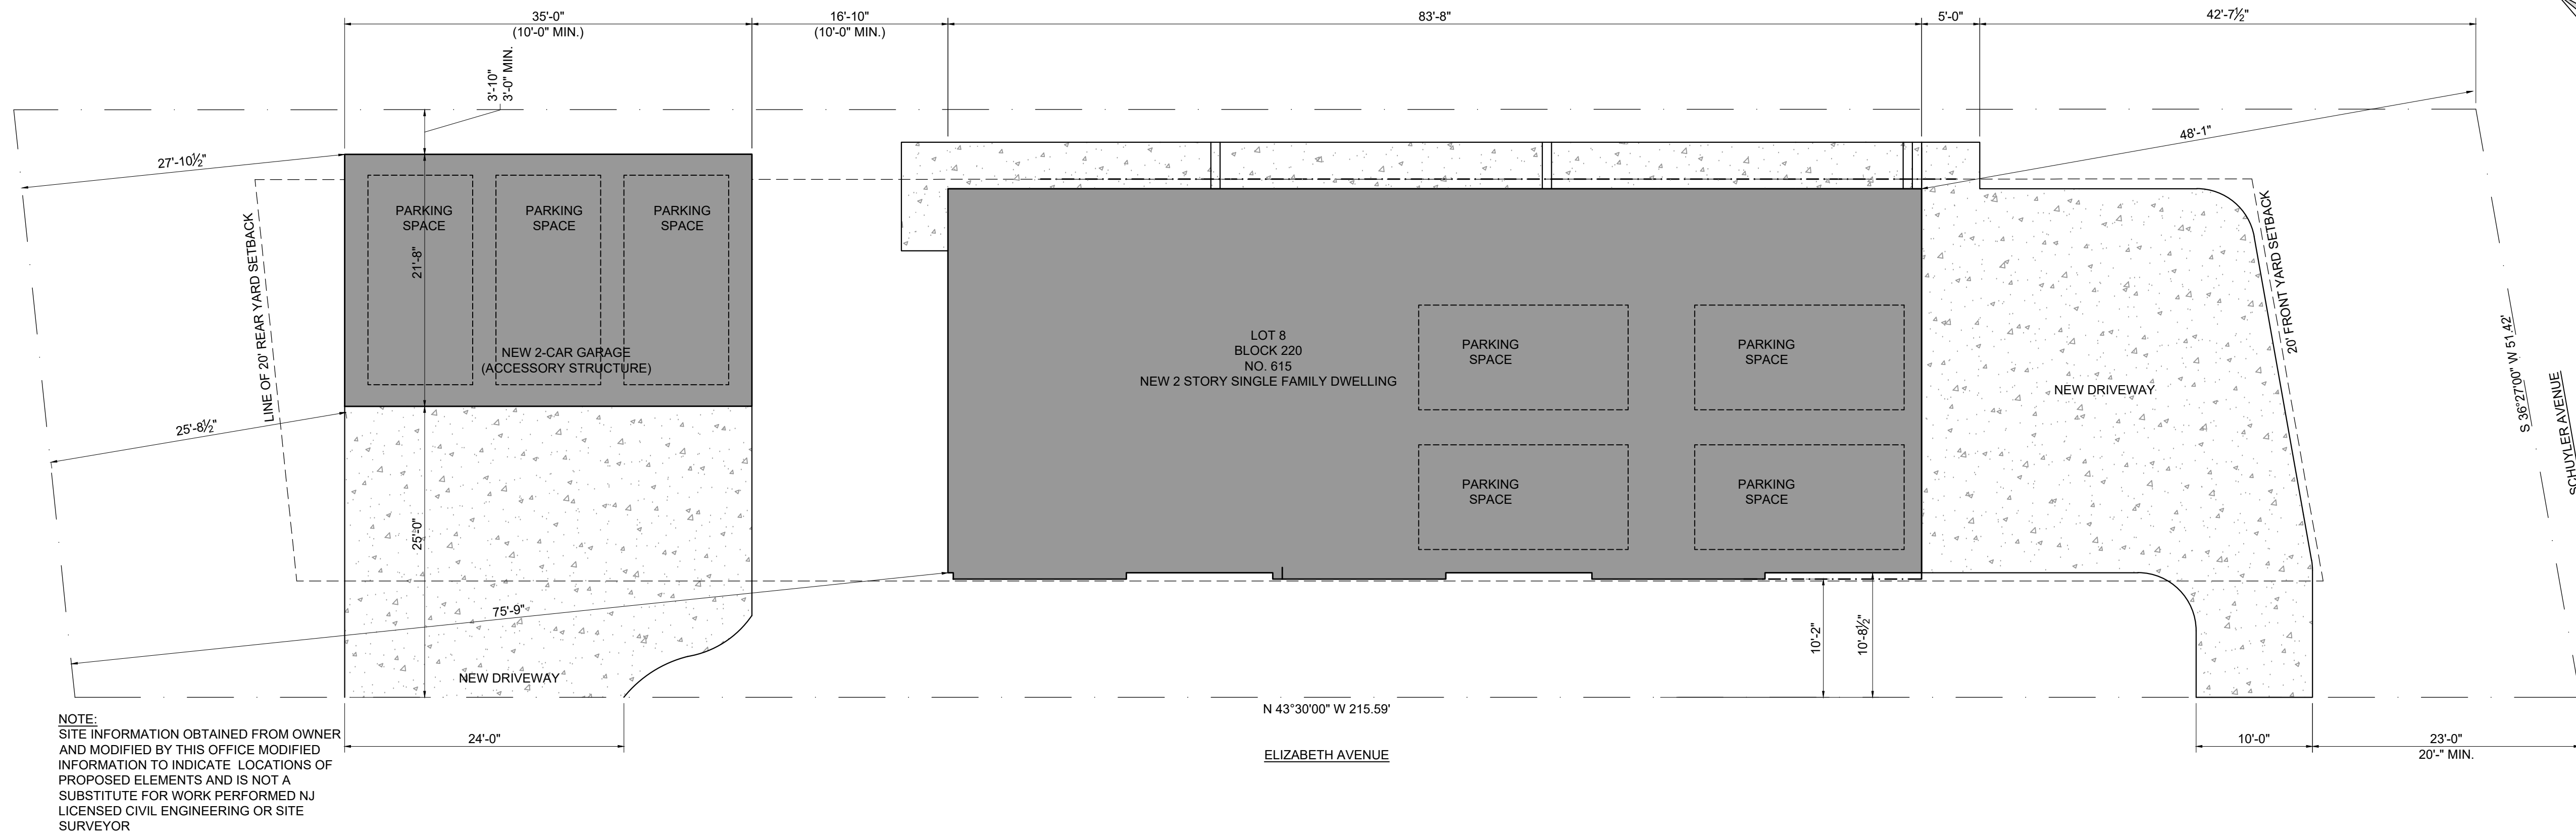 35'-0"
(10'-0" MIN.)
16'-10"
(10'-0" MIN.)
83'-8"
5'-0"
42'-7½"
3'-10"
3'-0" MIN.
27'-10½"
48'-1"
LINE OF 20' REAR YARD SETBACK
PARKING
SPACE
PARKING
SPACE
PARKING
SPACE
21'-8"
NEW 2-CAR GARAGE
(ACCESSORY STRUCTURE)
LOT 8
BLOCK 220
NO. 615
NEW 2 STORY SINGLE FAMILY DWELLING
PARKING
SPACE
PARKING
SPACE
PARKING
SPACE
PARKING
SPACE
20' FRONT YARD SETBACK
NEW DRIVEWAY
S 36°27'00" W 51.42'
SCHUYLER AVENUE
25'-8½"
25'-0"
75'-9"
10'-2"
10'-8½"
NEW DRIVEWAY
N 43°30'00" W 215.59'
ELIZABETH AVENUE
24'-0"
10'-0"
23'-0"
20'-" MIN.
NOTE:
SITE INFORMATION OBTAINED FROM OWNER
AND MODIFIED BY THIS OFFICE MODIFIED
INFORMATION TO INDICATE LOCATIONS OF
PROPOSED ELEMENTS AND IS NOT A
SUBSTITUTE FOR WORK PERFORMED NJ
LICENSED CIVIL ENGINEERING OR SITE
SURVEYOR